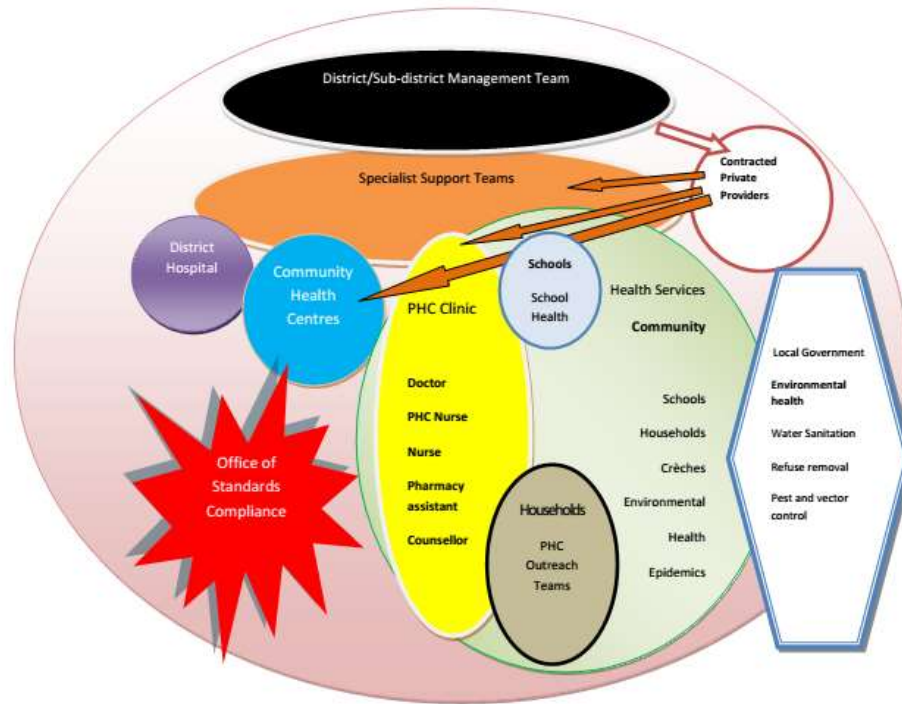 District/Sub-district Management Team
Specialist Support Teams
Contracted
Private
Providers
District
Hospital
Community
Health
Centres
PHC Clinic
Doctor
PHC Nurse
Nurse
Pharmacy
assistant
Counsellor
Schools
School
Health
Health Services
Community
Schools
Households
Crèches
Environmental
Health
Epidemics
Households
PHC
Outreach
Teams
Local Government
Environmental
health
Water Sanitation
Refuse removal
Pest and vector
control
Office of
Standards
Compliance